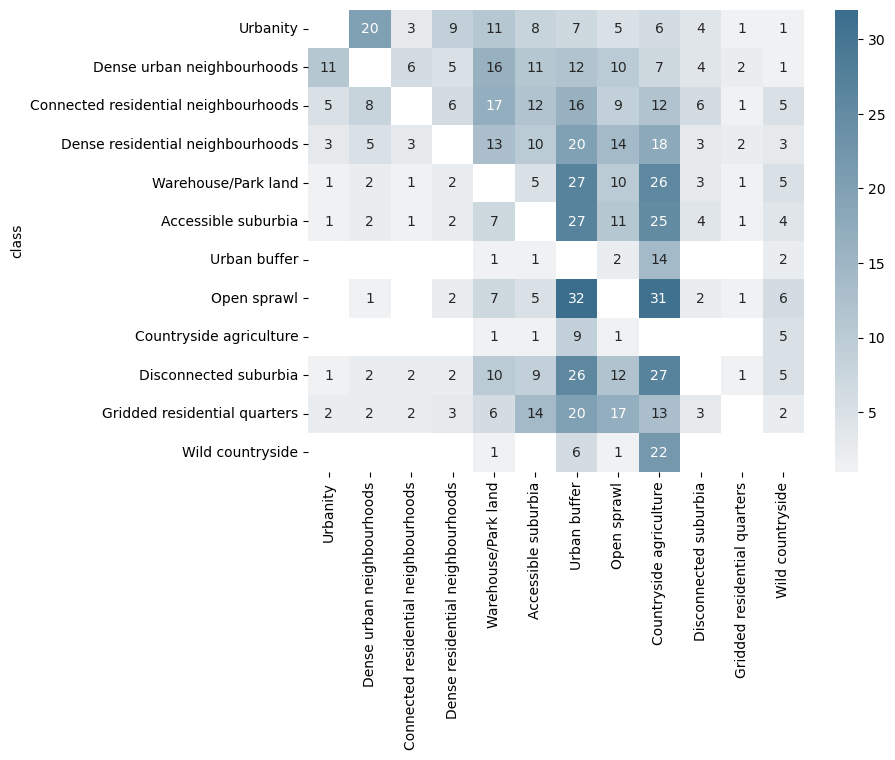 Urbanity 20 3 9 11 8 7 5 6 4 1 1
Dense urban neighbourhoods 11 6 5 16 11 12 10 7 4 2 1
Connected residential neighbourhoods 5 8 6 17 12 16 9 12 6 1 5
Dense residential neighbourhoods 3 5 3 13 10 20 14 18 3 2 3
Warehouse/Park land 1 2 1 2 5 27 10 26 3 1 5
Accessible suburbia 1 2 1 2 7 27 11 25 4 1 4
Urban buffer 1 1 2 14 2
Open sprawl 1 2 7 5 32 31 2 1 6
Countryside agriculture 1 1 9 1 5
Disconnected suburbia 1 2 2 2 10 9 26 12 27 1 5
Gridded residential quarters 2 2 2 3 6 14 20 17 13 3 2
Wild countryside 1 6 1 22
class
Urbanity
Dense urban neighbourhoods
Connected residential neighbourhoods
Dense residential neighbourhoods
Warehouse/Park land
Accessible suburbia
Urban buffer
Open sprawl
Countryside agriculture
Disconnected suburbia
Gridded residential quarters
Wild countryside
30
25
20
15
10
5